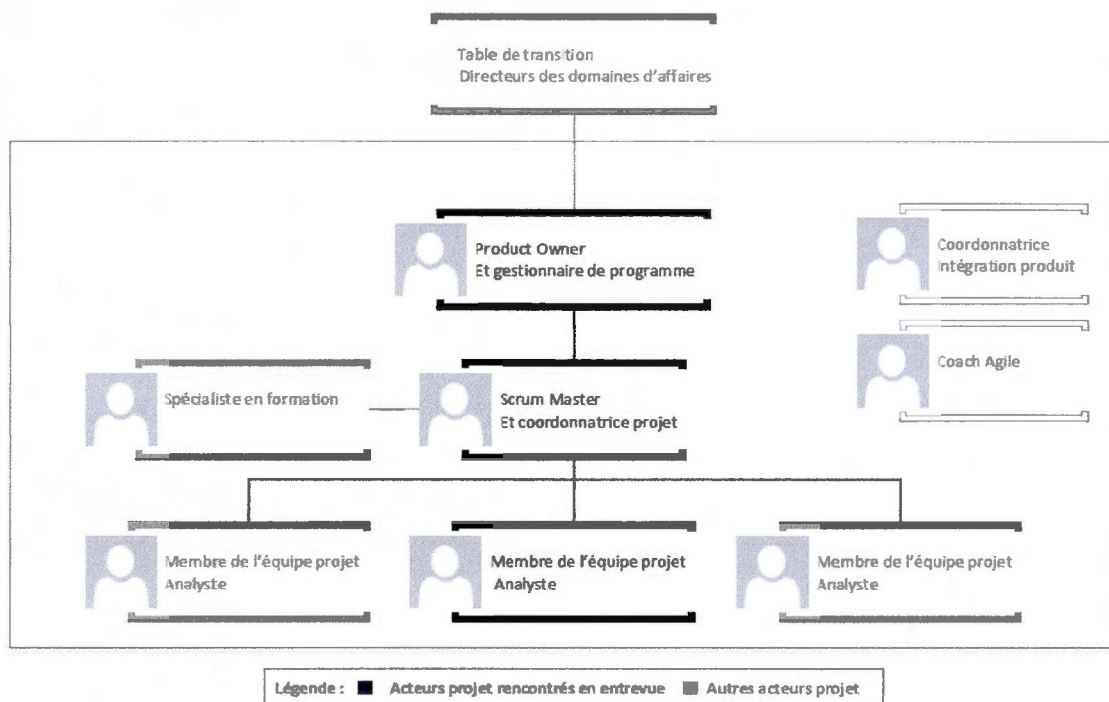 Table de transition
Directeurs des domaines d'affaires
Product Owner
Et gestionnaire de programme
Coordonnatrice
Intégration produit
Coach Agile
Spécialiste en formation
Scrum Master
Et coordonnatrice projet
Membre de l'équipe projet
Analyste
Membre de l'équipe projet
Analyste
Membre de l'équipe projet
Analyste
Légende : Acteurs projet rencontrés en entrevue Autres acteurs projet